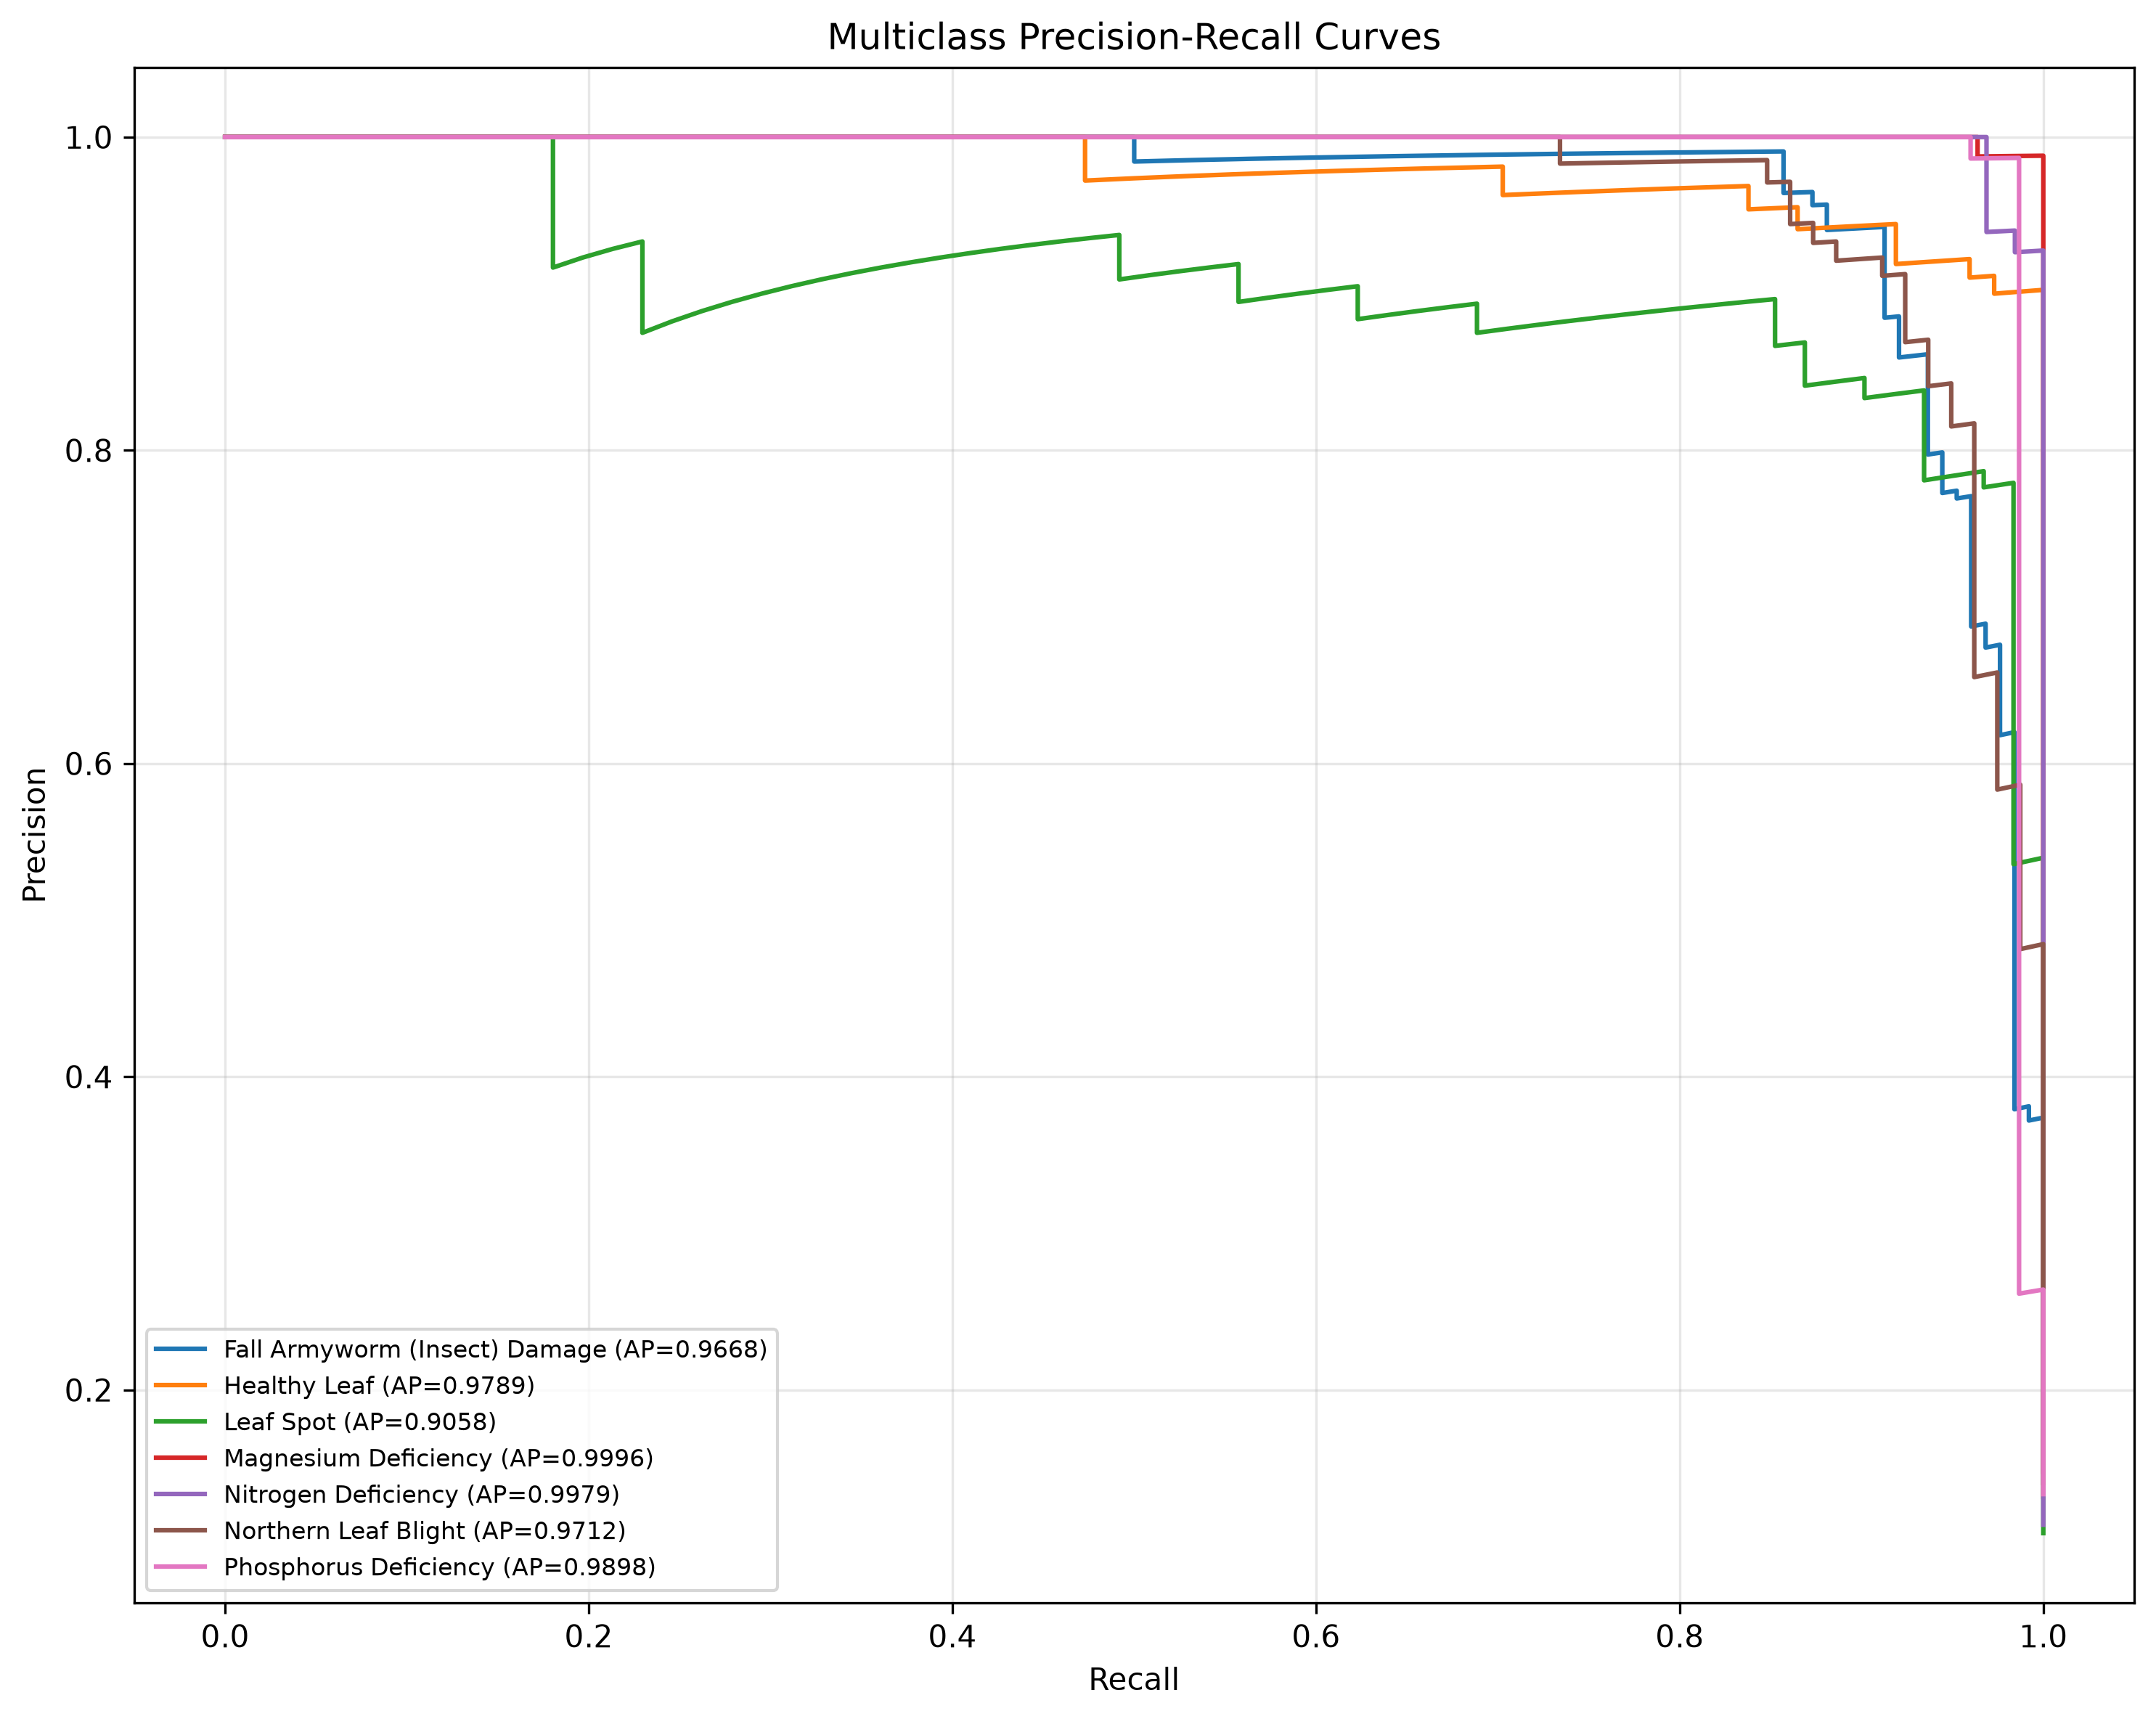 Multiclass Precision-Recall Curves
Precision
1.0
0.8
0.6
0.4
0.2
Fall Armyworm (Insect) Damage (AP=0.9668)
Healthy Leaf (AP=0.9789)
Leaf Spot (AP=0.9058)
Magnesium Deficiency (AP=0.9996)
Nitrogen Deficiency (AP=0.9979)
Northern Leaf Blight (AP=0.9712)
Phosphorus Deficiency (AP=0.9898)
0.0 0.2 0.4 0.6 0.8 1.0
Recall